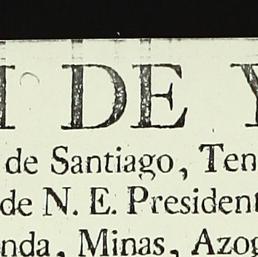 I DE Y
de Santiago, Ten
de N. E. President
nda, Minas, Azog